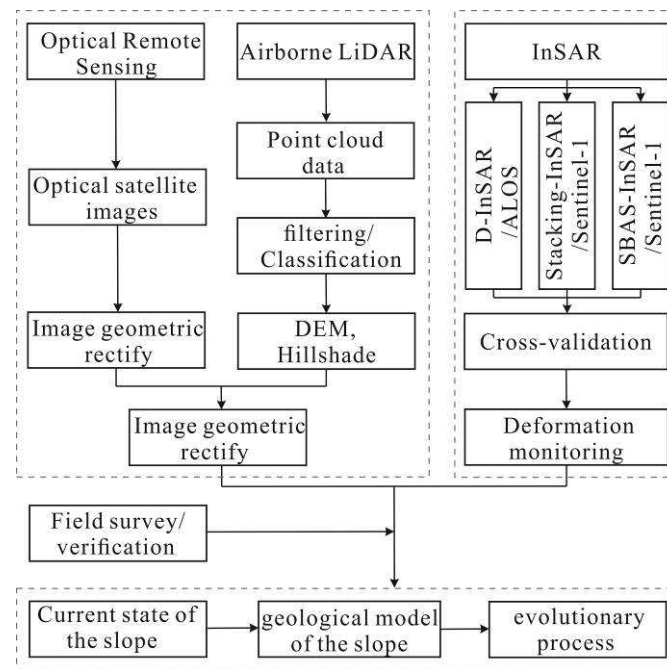 Optical Remote
Sensing
Airborne LiDAR
Point cloud
data
Optical satellite
images
filtering/
Classification
Image geometric
rectify
DEM,
Hillshade
Image geometric
rectify
InSAR
D-InSAR
/ALOS
Stacking-InSAR
/Sentinel-1
SBAS-InSAR
/Sentinel-1
Cross-validation
Deformation
monitoring
Field survey/
verification
Current state of
the slope
geological model
of the slope
evolutionary
process